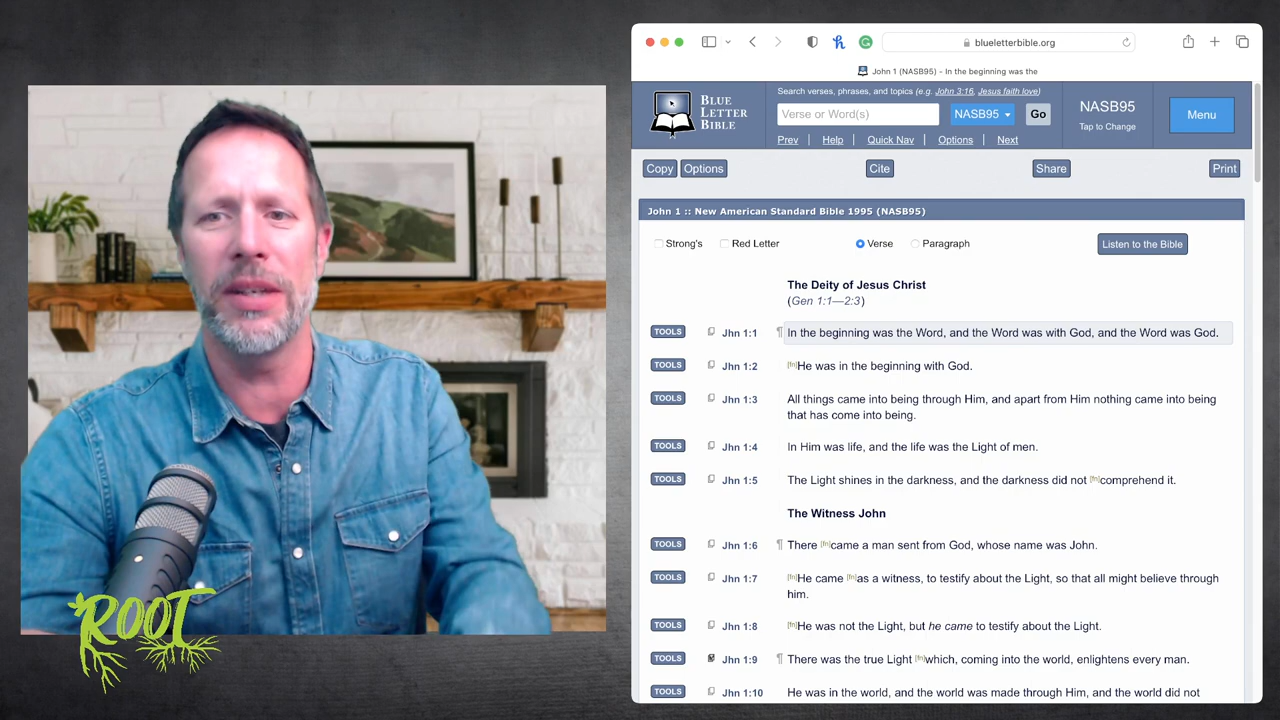 ROOT
blueletterbible.org
John 1 (NASB95) - In the beginning was the
BLUE
LETTER
BIBLE
Search verses, phrases, and topics (e.g. John 3:16, Jesus faith love)
Verse or Word(s)
NASB95
Go
Prev
Help
Quick Nav
Options
Next
NASB95
Tap to Change
Menu
Copy
Options
Cite
Share
Print
John 1 :: New American Standard Bible 1995 (NASB95)
Strong's
Red Letter
Verse
Paragraph
Listen to the Bible
The Deity of Jesus Christ
(Gen 1:1—2:3)
TOOLS Jhn 1:1 ¶ In the beginning was the Word, and the Word was with God, and the Word was God.
TOOLS Jhn 1:2 [fn]He was in the beginning with God.
TOOLS Jhn 1:3 All things came into being through Him, and apart from Him nothing came into being
that has come into being.
TOOLS Jhn 1:4 In Him was life, and the life was the Light of men.
TOOLS Jhn 1:5 The Light shines in the darkness, and the darkness did not [fn]comprehend it.
The Witness John
TOOLS Jhn 1:6 ¶ There [fn]came a man sent from God, whose name was John.
TOOLS Jhn 1:7 [fn]He came [fn]as a witness, to testify about the Light, so that all might believe through
him.
TOOLS Jhn 1:8 [fn]He was not the Light, but he came to testify about the Light.
TOOLS Jhn 1:9 ¶ There was the true Light [fn]which, coming into the world, enlightens every man.
TOOLS Jhn 1:10 He was in the world, and the world was made through Him, and the world did not